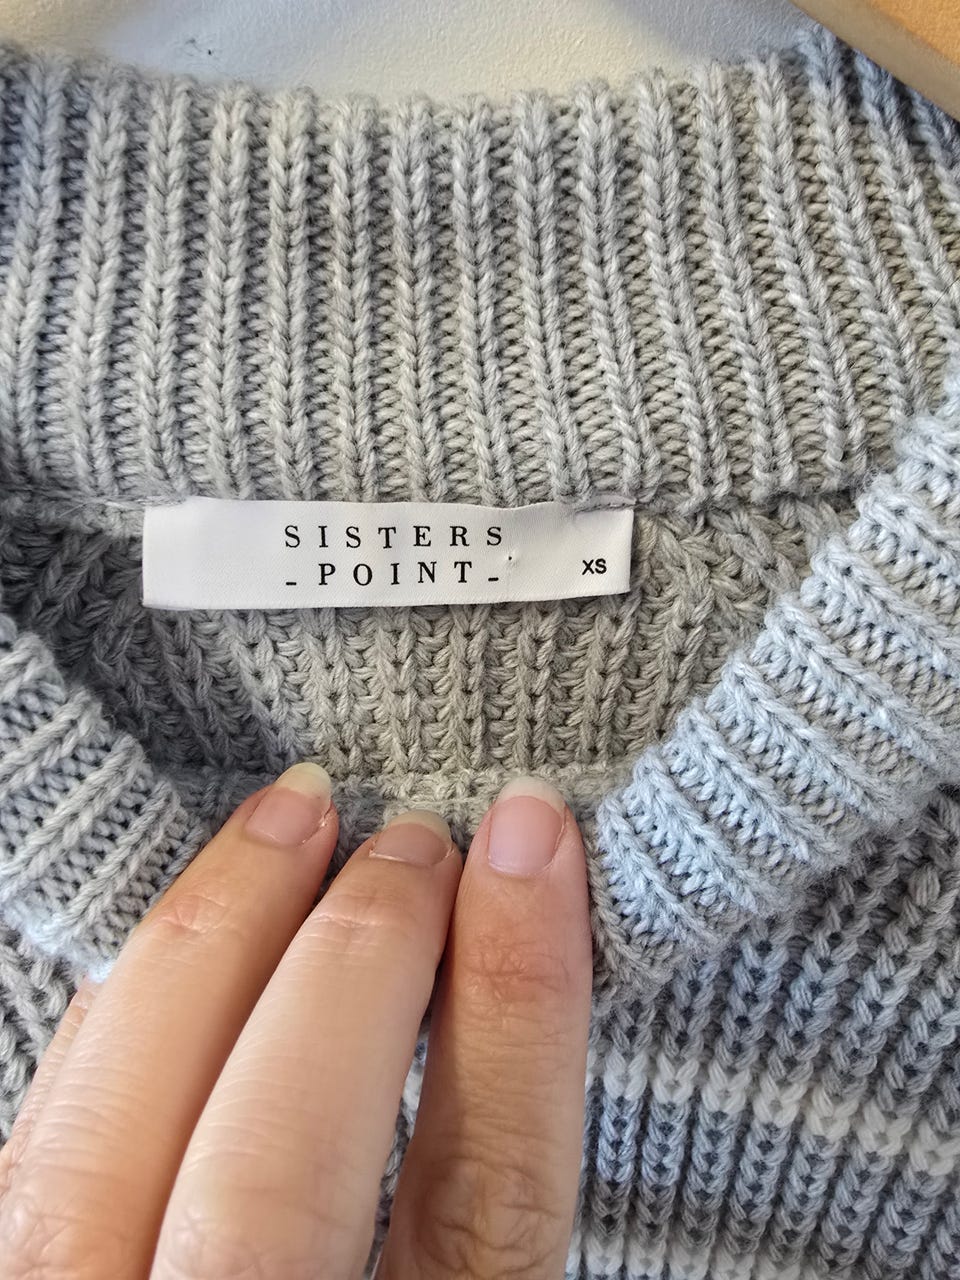 SISTERS
- POINT -
XS